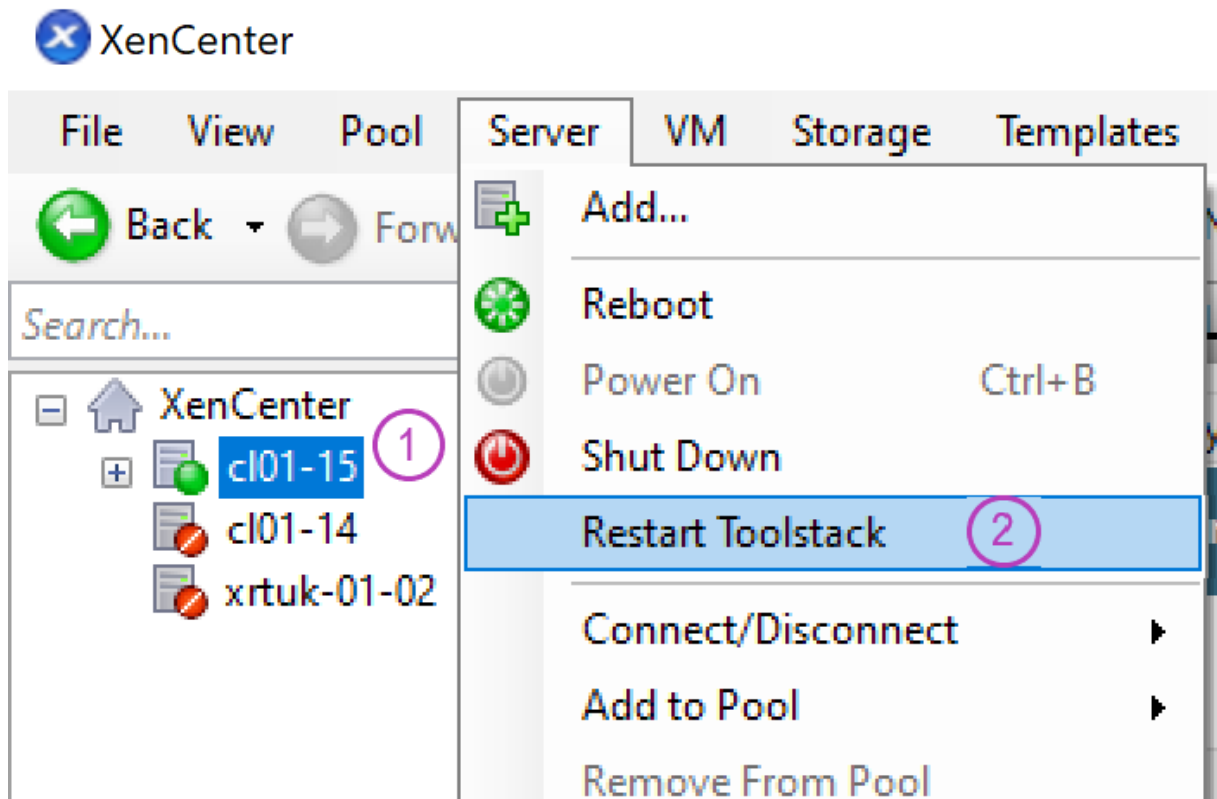 XenCenter
File View Pool Server VM Storage Templates
Back Forw
Search...
XenCenter
cl01-15 1
cl01-14
xrtuk-01-02
Add...
Reboot
Power On Ctrl+B
Shut Down
Restart Toolstack 2
Connect/Disconnect
Add to Pool
Remove From Pool